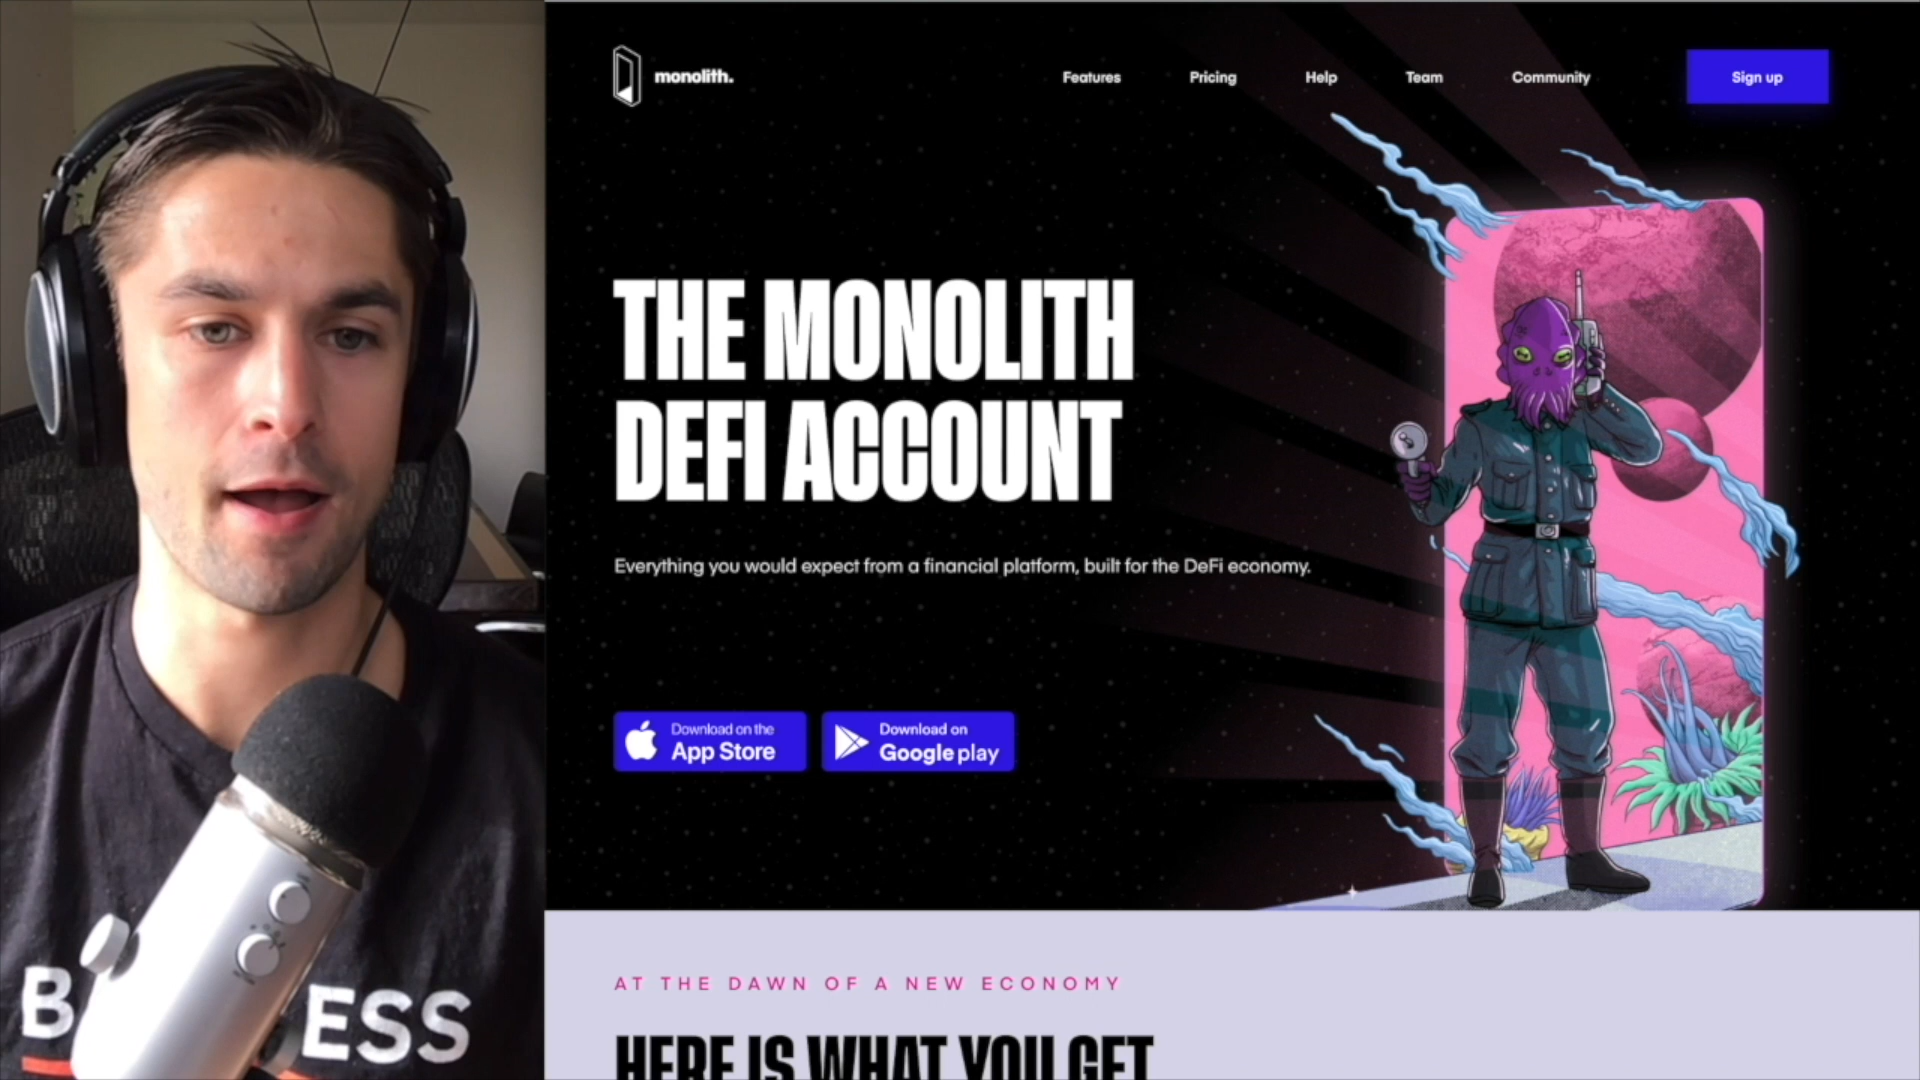 monolith.
Features
Pricing
Help
Team
Community
Sign up
THE MONOLITH
DEFI ACCOUNT
Everything you would expect from a financial platform, built for the DeFi economy.
Download on the
App Store
Download on
Google play
AT THE DAWN OF A NEW ECONOMY
HERE IS WHAT YOU GET
B ESS